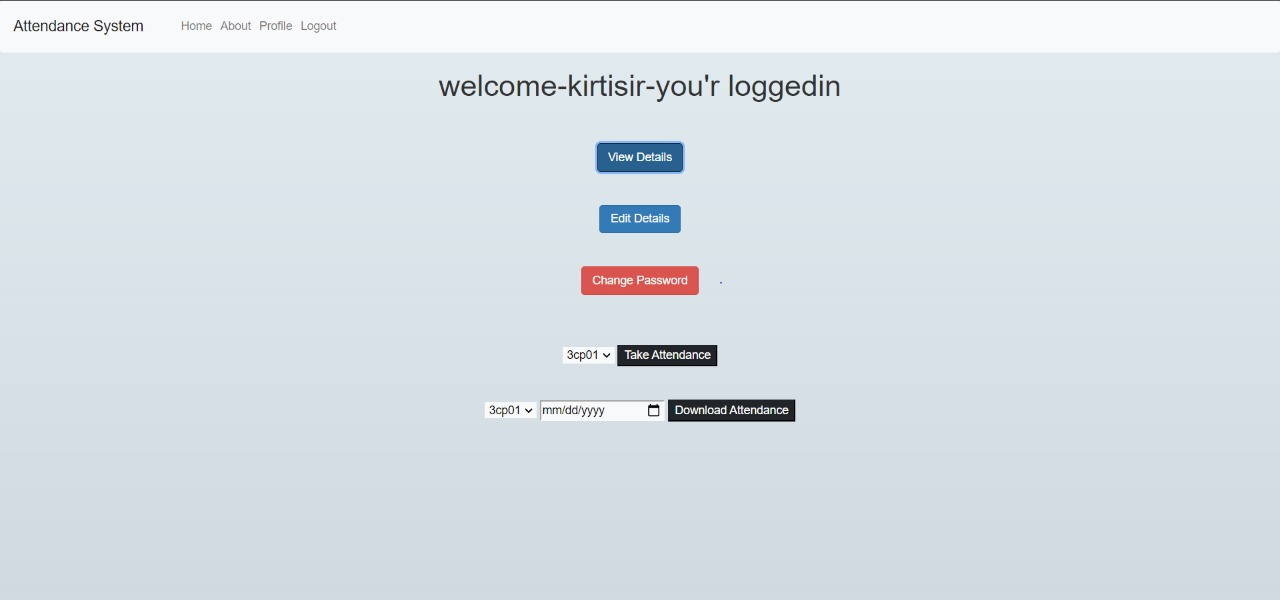 Attendance System Home About Profile Logout
welcome-kirtisir-you'r loggedin
View Details
Edit Details
Change Password
3cp01 Take Attendance
3cp01 mm/dd/yyyy Download Attendance